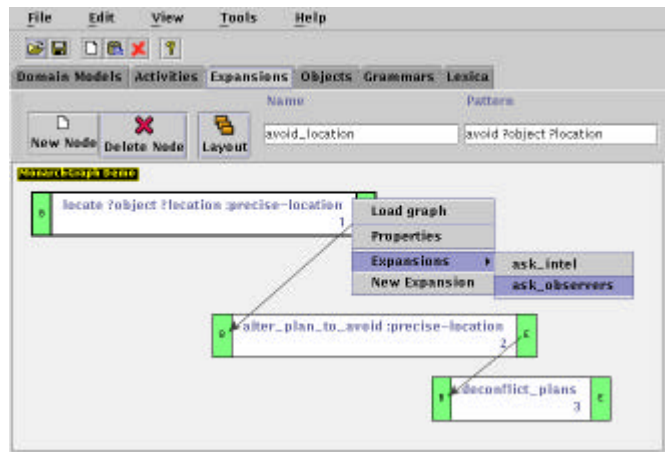 File Edit View Tools Help
Domain Models Activities Expansions Objects Grammars Lexica
Name Pattern
New Node Delete Node Layout avoid_location avoid ?object ?location
MonarchGraph Demo
B locate ?object ?location :precise-location
1
Load graph
Properties
Expansions ask_intel
New Expansion ask_observers
B alter_plan_to_avoid :precise-location E
2
B deconflict_plans E
3